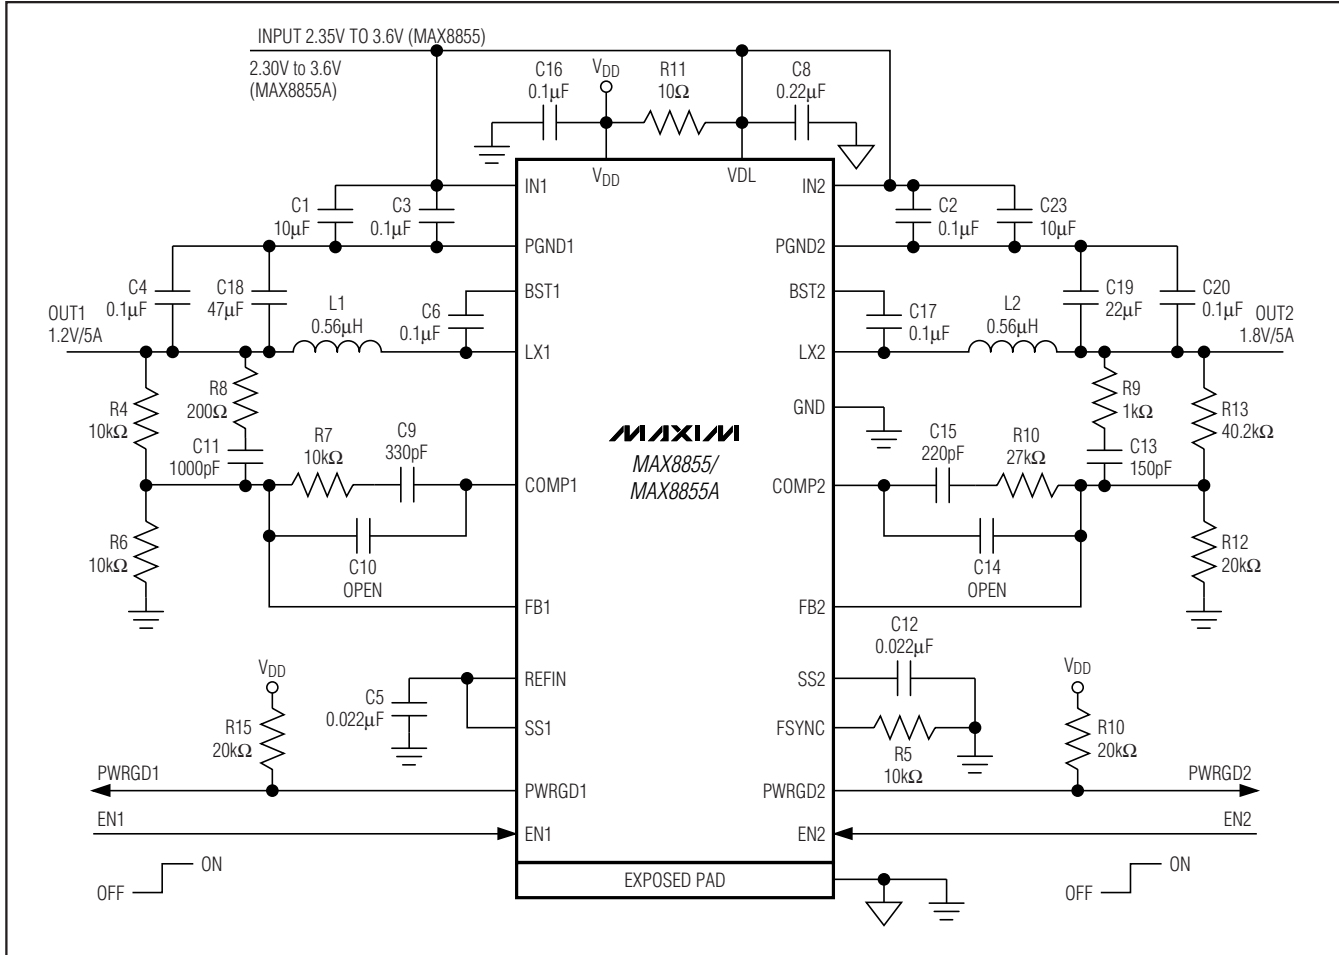 INPUT 2.35V TO 3.6V (MAX8855)
2.30V to 3.6V
(MAX8855A)
C16
0.1µF
VDD
R11
10Ω
C8
0.22µF
VDD
VDL
IN1
IN2
C1
10µF
C3
0.1µF
C2
0.1µF
C23
10µF
PGND1
PGND2
C4
0.1µF
C18
47µF
BST1
BST2
C19
22µF
C20
0.1µF
OUT1
1.2V/5A
L1
0.56µH
C6
0.1µF
C17
0.1µF
L2
0.56µH
OUT2
1.8V/5A
LX1
LX2
R4
10kΩ
R8
200Ω
GND
R9
1kΩ
R13
40.2kΩ
C11
1000pF
R7
10kΩ
C9
330pF
MAXIM
MAX8855/
MAX8855A
C15
220pF
R10
27kΩ
C13
150pF
COMP1
COMP2
R6
10kΩ
C10
OPEN
C14
OPEN
R12
20kΩ
FB1
FB2
C12
0.022µF
VDD
REFIN
SS2
VDD
C5
0.022µF
R15
20kΩ
SS1
FSYNC
R5
10kΩ
R10
20kΩ
PWRGD1
PWRGD1
PWRGD2
PWRGD2
EN1
EN1
EN2
EN2
OFF
ON
EXPOSED PAD
OFF
ON